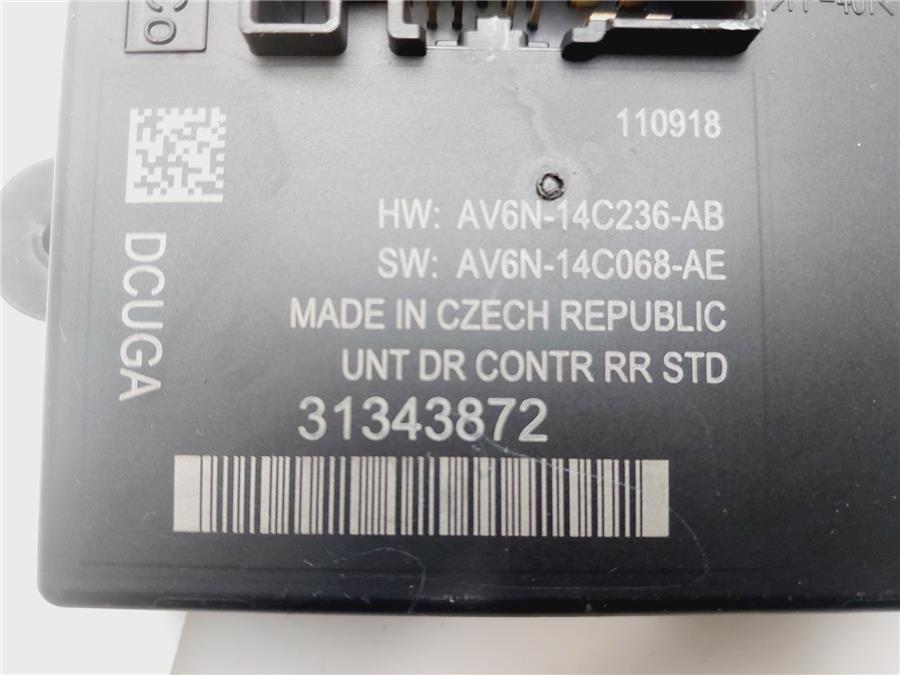 110918
HW: AV6N-14C236-AB
SW: AV6N-14C068-AE
MADE IN CZECH REPUBLIC
UNT DR CONTR RR STD
31343872
DCUGA